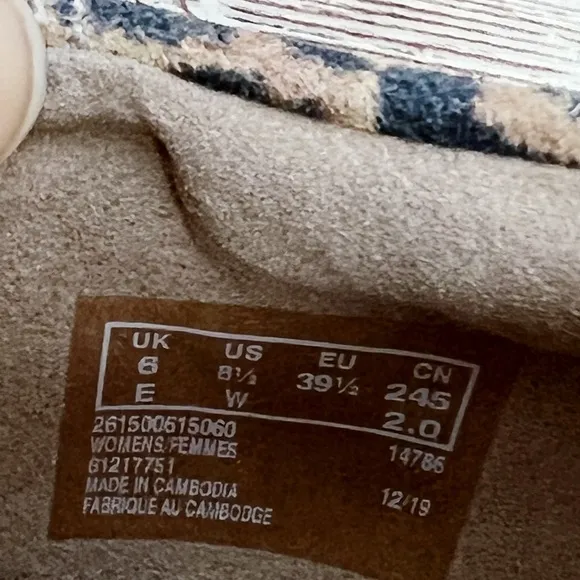 UK US EU CN
6 8½ 39½ 245
E W 2.0
261500615060 14786
WOMENS/FEMMES
61217751
MADE IN CAMBODIA 12/19
FABRIQUE AU CAMBODGE